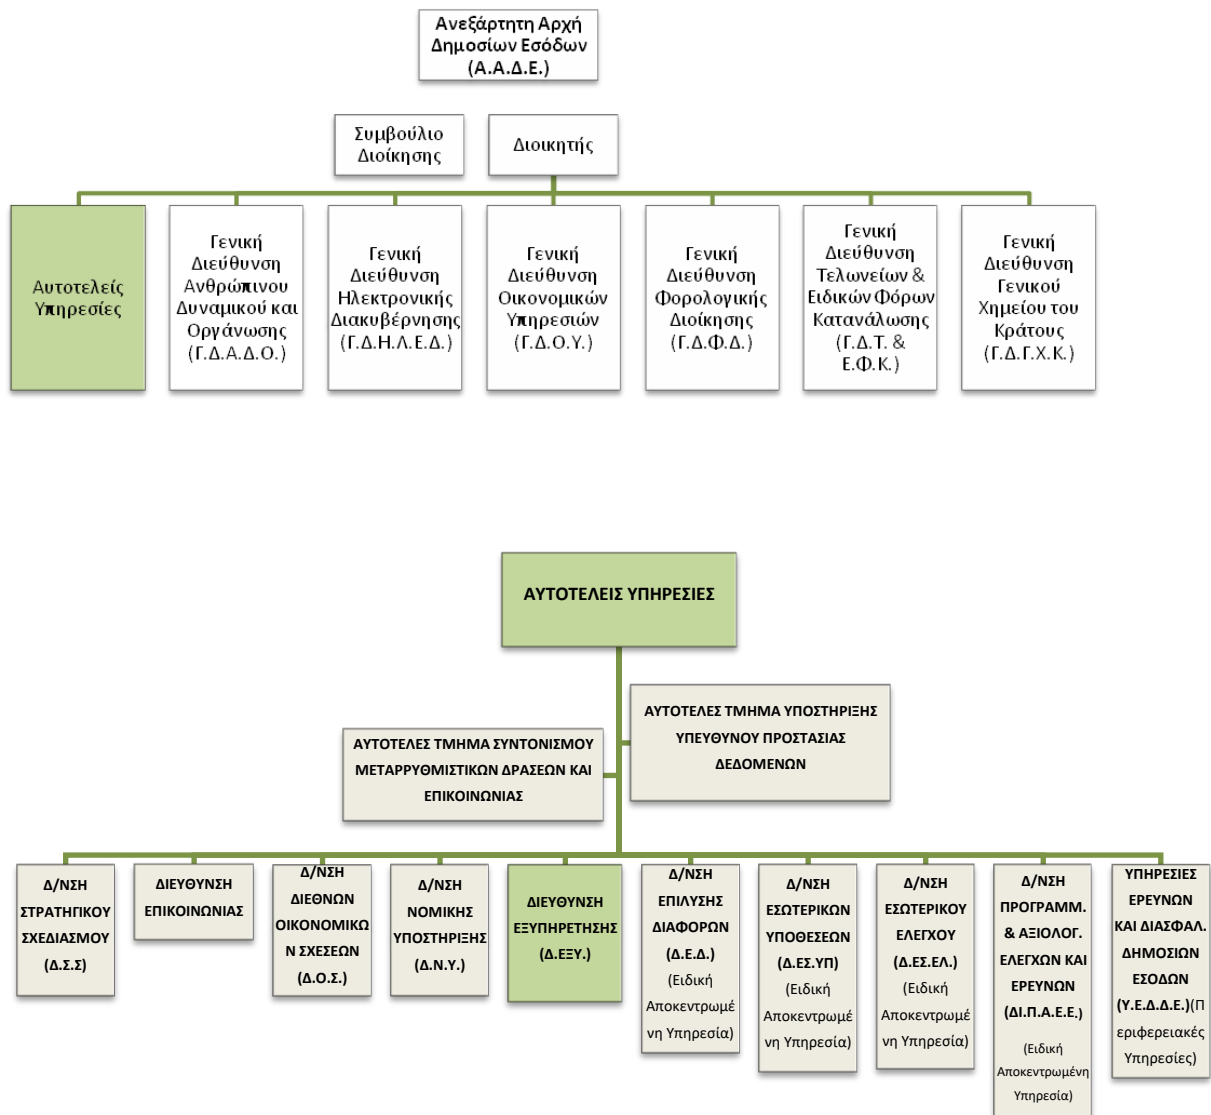 Ανεξάρτητη Αρχή
Δημοσίων Εσόδων
(Α.Α.Δ.Ε.)
Συμβούλιο
Διοίκησης
Διοικητής
Αυτοτελείς
Υπηρεσίες
Γενική
Διεύθυνση
Ανθρώπινου
Δυναμικού και
Οργάνωσης
(Γ.Δ.Α.Δ.Ο.)
Γενική
Διεύθυνση
Ηλεκτρονικής
Διακυβέρνησης
(Γ.Δ.Η.Λ.Ε.Δ.)
Γενική
Διεύθυνση
Οικονομικών
Υπηρεσιών
(Γ.Δ.Ο.Υ.)
Γενική
Διεύθυνση
Φορολογικής
Διοίκησης
(Γ.Δ.Φ.Δ.)
Γενική
Διεύθυνση
Τελωνείων &
Ειδικών Φόρων
Κατανάλωσης
(Γ.Δ.Τ. &
Ε.Φ.Κ.)
Γενική
Διεύθυνση
Γενικού
Χημείου του
Κράτους
(Γ.Δ.Γ.Χ.Κ.)
ΑΥΤΟΤΕΛΕΙΣ ΥΠΗΡΕΣΙΕΣ
ΑΥΤΟΤΕΛΕΣ ΤΜΗΜΑ ΥΠΟΣΤΗΡΙΞΗΣ
ΥΠΕΥΘΥΝΟΥ ΠΡΟΣΤΑΣΙΑΣ
ΔΕΔΟΜΕΝΩΝ
ΑΥΤΟΤΕΛΕΣ ΤΜΗΜΑ ΣΥΝΤΟΝΙΣΜΟΥ
ΜΕΤΑΡΡΥΘΜΙΣΤΙΚΩΝ ΔΡΑΣΕΩΝ ΚΑΙ
ΕΠΙΚΟΙΝΩΝΙΑΣ
Δ/ΝΣΗ
ΣΤΡΑΤΗΓΙΚΟΥ
ΣΧΕΔΙΑΣΜΟΥ
(Δ.Σ.Σ)
ΔΙΕΥΘΥΝΣΗ
ΕΠΙΚΟΙΝΩΝΙΑΣ
Δ/ΝΣΗ
ΔΙΕΘΝΩΝ
ΟΙΚΟΝΟΜΙΚΩ
Ν ΣΧΕΣΕΩΝ
(Δ.Ο.Σ.)
Δ/ΝΣΗ
ΝΟΜΙΚΗΣ
ΥΠΟΣΤΗΡΙΞΗΣ
(Δ.Ν.Υ.)
ΔΙΕΥΘΥΝΣΗ
ΕΞΥΠΗΡΕΤΗΣΗΣ
(Δ.ΕΞΥ.)
Δ/ΝΣΗ
ΕΠΙΛΥΣΗΣ
ΔΙΑΦΟΡΩΝ
(Δ.Ε.Δ.)
(Ειδική
Αποκεντρωμέ
νη Υπηρεσία)
Δ/ΝΣΗ
ΕΣΩΤΕΡΙΚΩΝ
ΥΠΟΘΕΣΕΩΝ
(Δ.ΕΣ.ΥΠ)
(Ειδική
Αποκεντρωμέ
νη Υπηρεσία)
Δ/ΝΣΗ
ΕΣΩΤΕΡΙΚΟΥ
ΕΛΕΓΧΟΥ
(Δ.ΕΣ.ΕΛ.)
(Ειδική
Αποκεντρωμέ
νη Υπηρεσία)
Δ/ΝΣΗ
ΠΡΟΓΡΑΜΜ.
& ΑΞΙΟΛΟΓ.
ΕΛΕΓΧΩΝ ΚΑΙ
ΕΡΕΥΝΩΝ
(ΔΙ.Π.Α.Ε.Ε.)
(Ειδική
Αποκεντρωμένη
Υπηρεσία)
ΥΠΗΡΕΣΙΕΣ
ΕΡΕΥΝΩΝ
ΚΑΙ ΔΙΑΣΦΑΛ.
ΔΗΜΟΣΙΩΝ
ΕΣΟΔΩΝ
(Υ.Ε.Δ.Δ.Ε.)(Π
εριφερειακές
Υπηρεσίες)